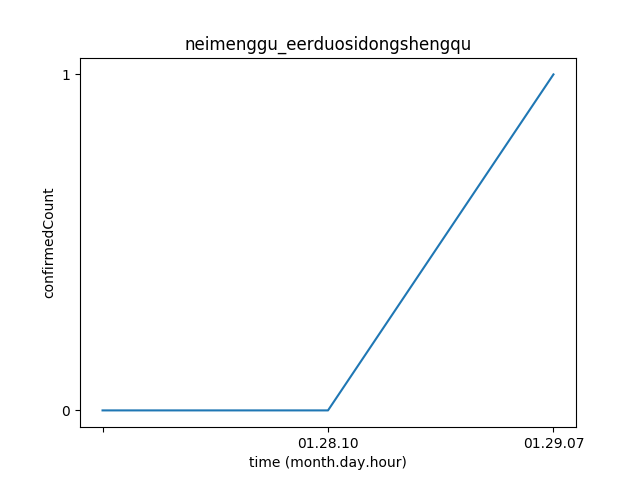 neimenggu_eerduosidongshengqu
1
confirmedCount
0
01.28.10 01.29.07
time (month.day.hour)